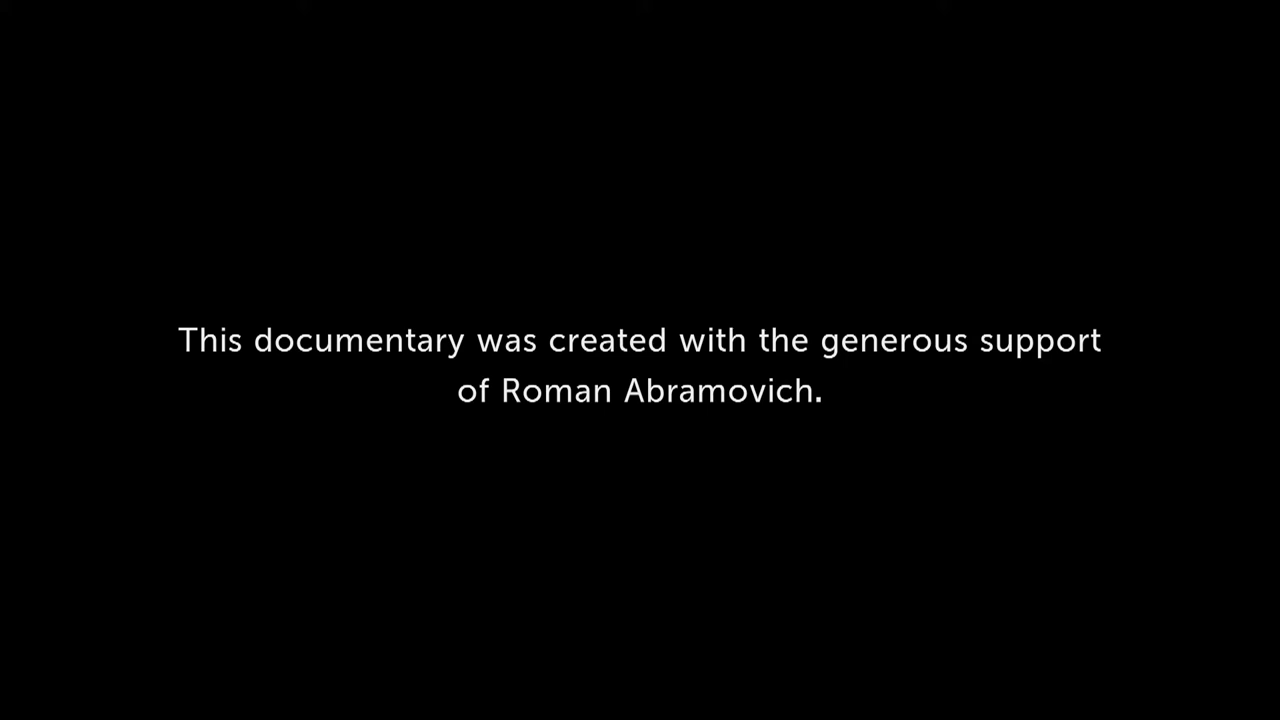 This documentary was created with the generous support
of Roman Abramovich.